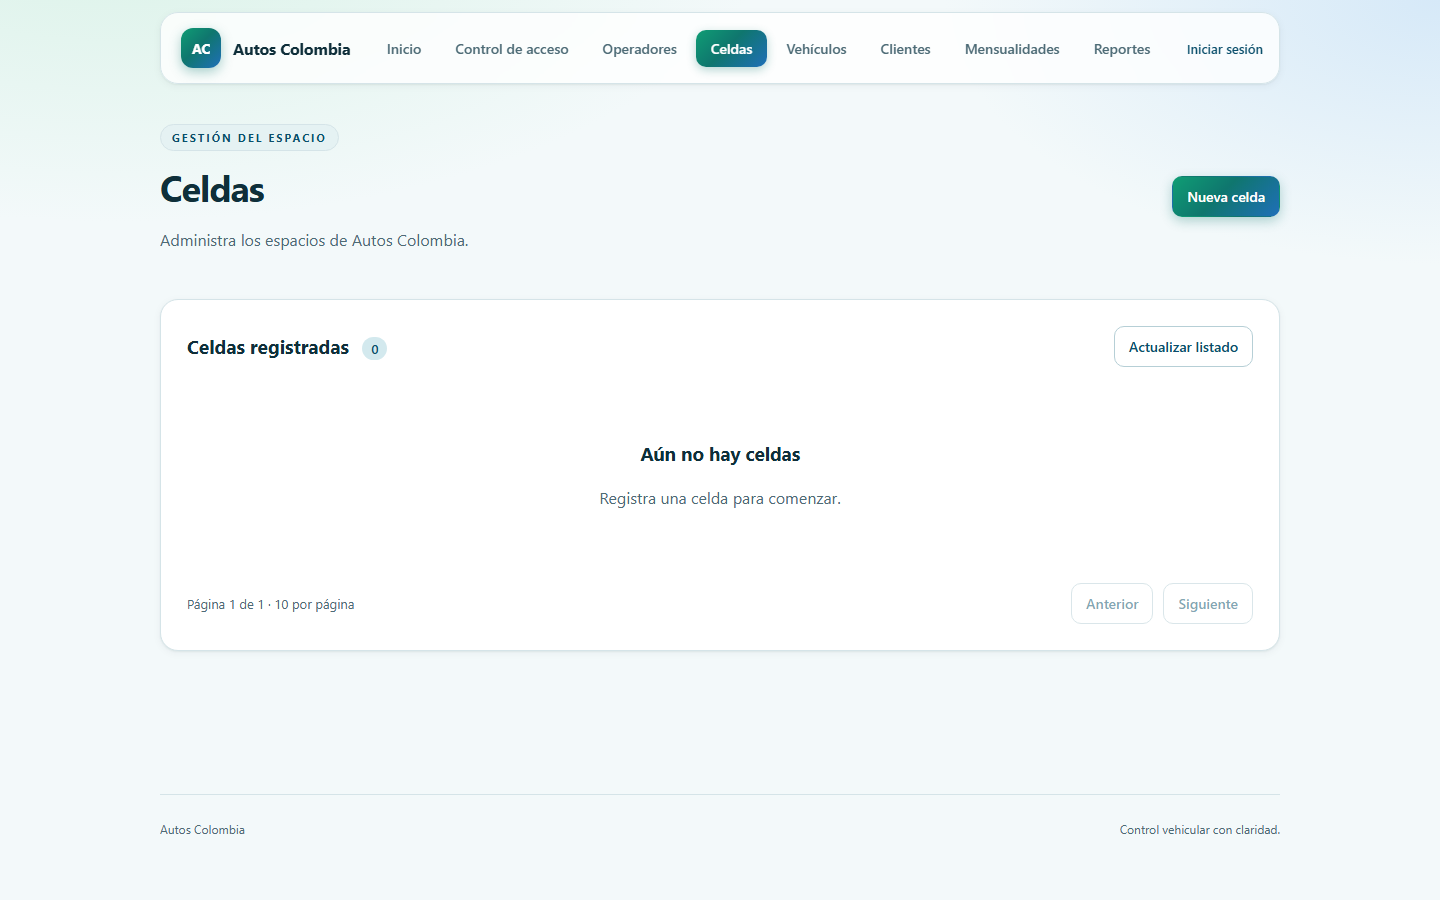 AC Autos Colombia Inicio Control de acceso Operadores Celdas Vehículos Clientes Mensualidades Reportes Iniciar sesión
GESTIÓN DEL ESPACIO
Celdas
Nueva celda
Administra los espacios de Autos Colombia.
Celdas registradas 0 Actualizar listado
Aún no hay celdas
Registra una celda para comenzar.
Página 1 de 1 · 10 por página Anterior Siguiente
Autos Colombia Control vehicular con claridad.